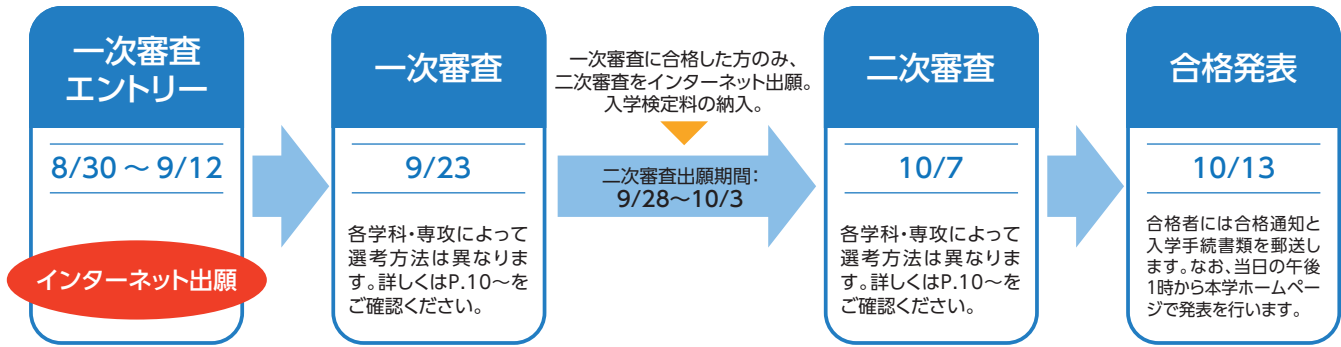 一次審査
エントリー
8/30 ～ 9/12
インターネット出願
一次審査
9/23
各学科・専攻によって
選考方法は異なりま
す。詳しくはP.10～を
ご確認ください。
一次審査に合格した方のみ、
二次審査をインターネット出願。
入学検定料の納入。
二次審査出願期間：
9/28～10/3
二次審査
10/7
各学科・専攻によって
選考方法は異なりま
す。詳しくはP.10～を
ご確認ください。
合格発表
10/13
合格者には合格通知と
入学手続書類を郵送し
ます。なお、当日の午後
1時から本学ホームペー
ジで発表を行います。